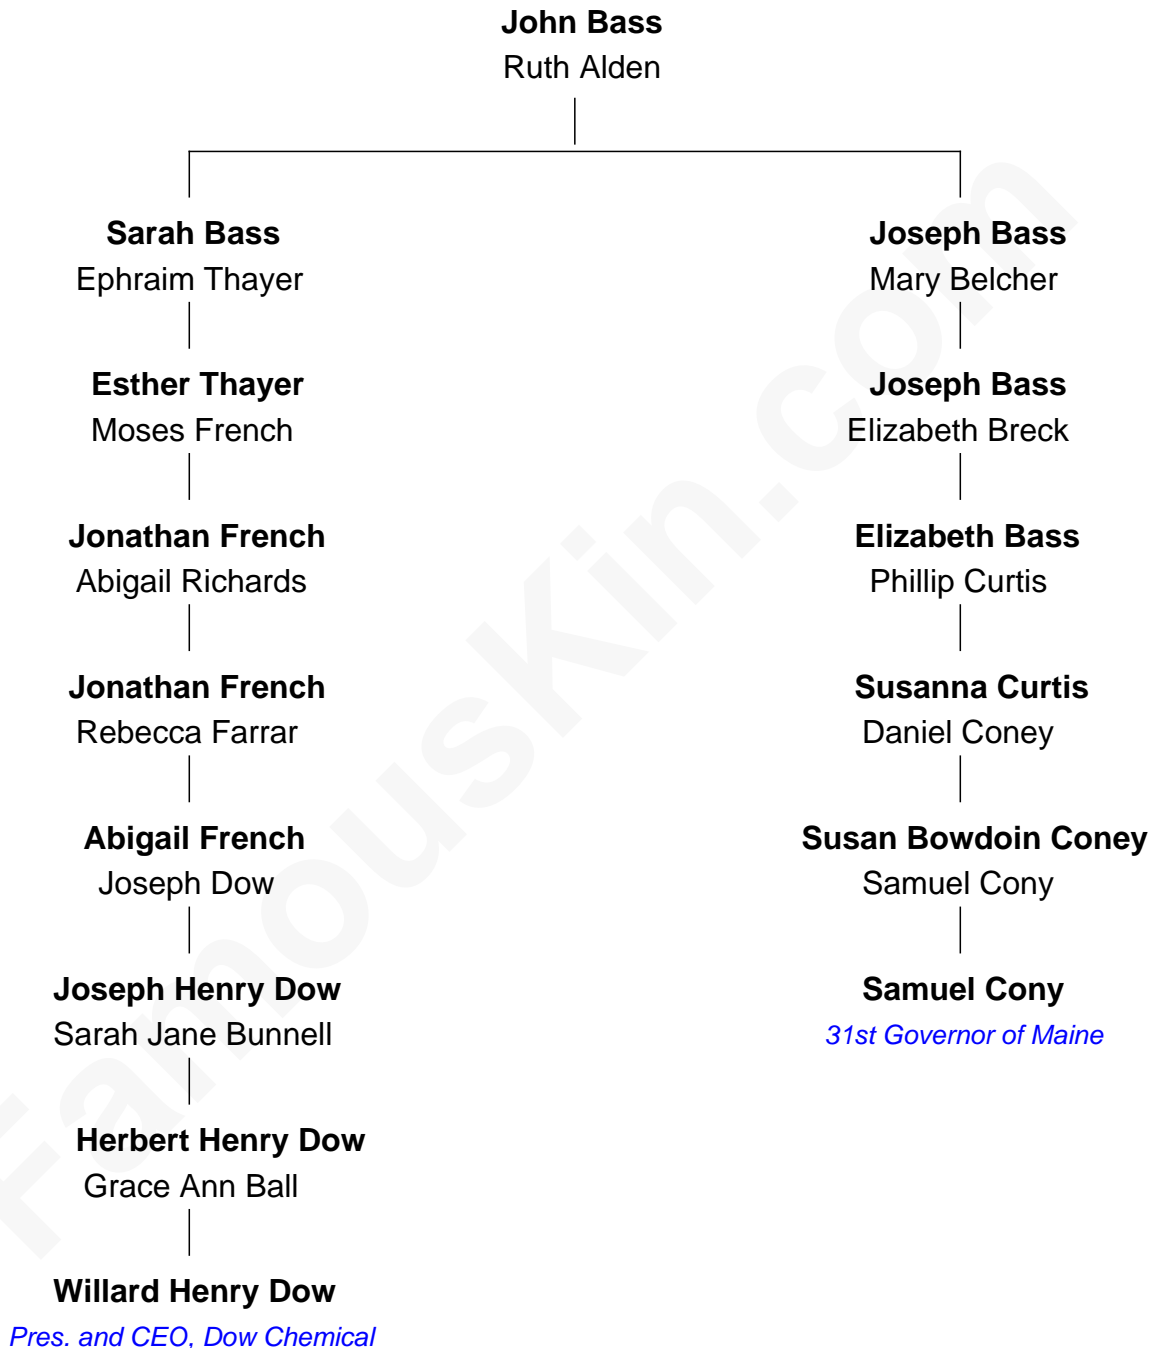 John Bass
Ruth Alden
Sarah Bass
Ephraim Thayer
Joseph Bass
Mary Belcher
Esther Thayer
Moses French
Joseph Bass
Elizabeth Breck
Jonathan French
Abigail Richards
Elizabeth Bass
Phillip Curtis
Jonathan French
Rebecca Farrar
Susanna Curtis
Daniel Coney
Abigail French
Joseph Dow
Susan Bowdoin Coney
Samuel Cony
Joseph Henry Dow
Sarah Jane Bunnell
Samuel Cony
31st Governor of Maine
Herbert Henry Dow
Grace Ann Ball
Willard Henry Dow
Pres. and CEO, Dow Chemical
FamousKin.com